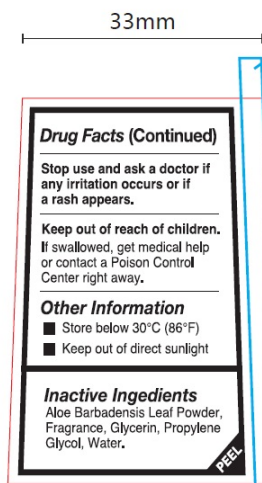 33mm
Drug Facts (Continued)
Stop use and ask a doctor if
any irritation occurs or if
a rash appears.
Keep out of reach of children.
If swallowed, get medical help
or contact a Poison Control
Center right away.
Other Information
■ Store below 30°C (86°F)
■ Keep out of direct sunlight
Inactive Ingedients
Aloe Barbadensis Leaf Powder,
Fragrance, Glycerin, Propylene
Glycol, Water.
PEEL